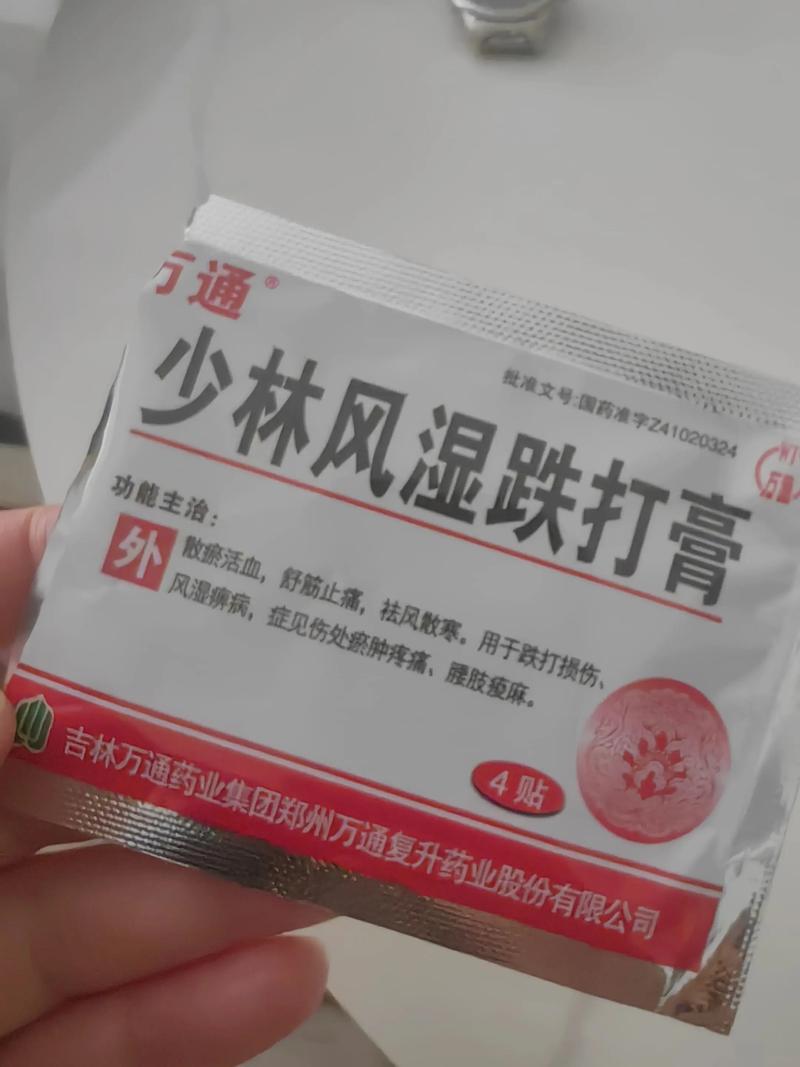 万通®
批准文号:国药准字Z41020324
少林风湿跌打膏
功能主治:
外
散瘀活血，舒筋止痛，祛风散寒。用于跌打损伤、
风湿痹病，症见伤处瘀肿疼痛、腰肢痠麻。
4贴
吉林万通药业集团郑州万通复升药业股份有限公司